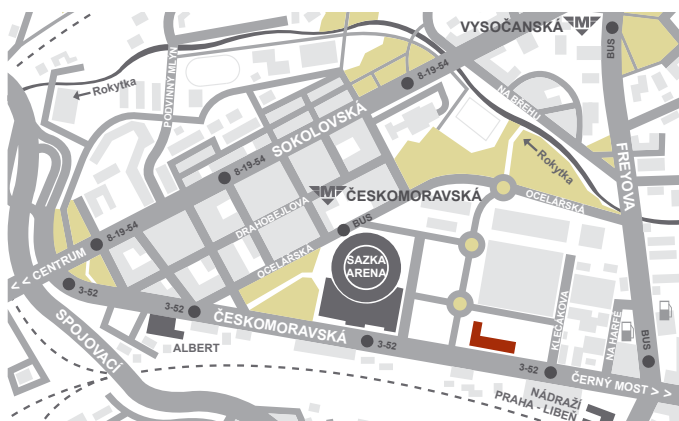 VYSOČANSKÁ
M
BUS
8-19-54
Rokytka
PODVINNÝ MLÝN
NA BŘEHU
SOKOLOVSKÁ
Rokytka
FREYOVA
8-19-54
M
ČESKOMORAVSKÁ
OCELÁŘSKÁ
DRAHOBEJLOVA
BUS
8-19-54
OCELÁŘSKÁ
SAZKA
ARENA
< < CENTRUM
3-52
KLEČÁKOVA
NA HARFĚ
SPOJOVACÍ
ČESKOMORAVSKÁ
3-52
BUS
ALBERT
3-52
3-52
ČERNÝ MOST > >
NÁDRAŽÍ
PRAHA - LIBEŇ